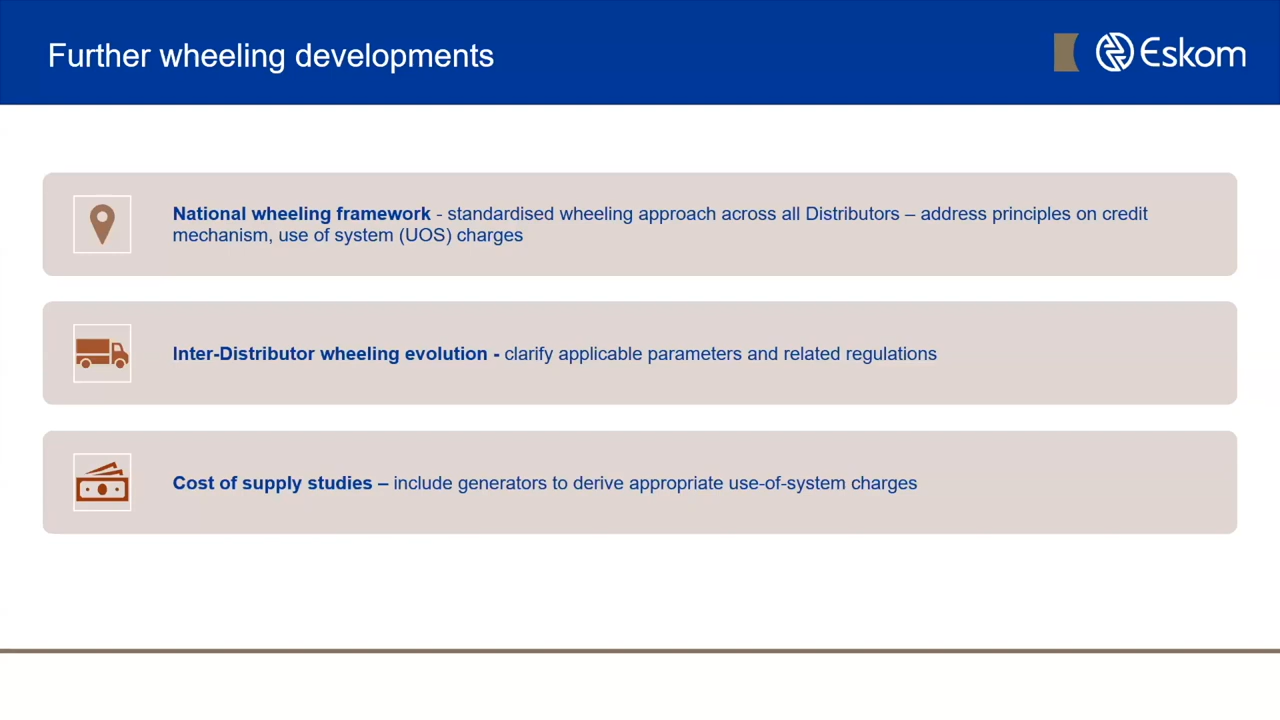 Further wheeling developments
Eskom
National wheeling framework - standardised wheeling approach across all Distributors – address principles on credit
mechanism, use of system (UOS) charges
Inter-Distributor wheeling evolution - clarify applicable parameters and related regulations
Cost of supply studies – include generators to derive appropriate use-of-system charges